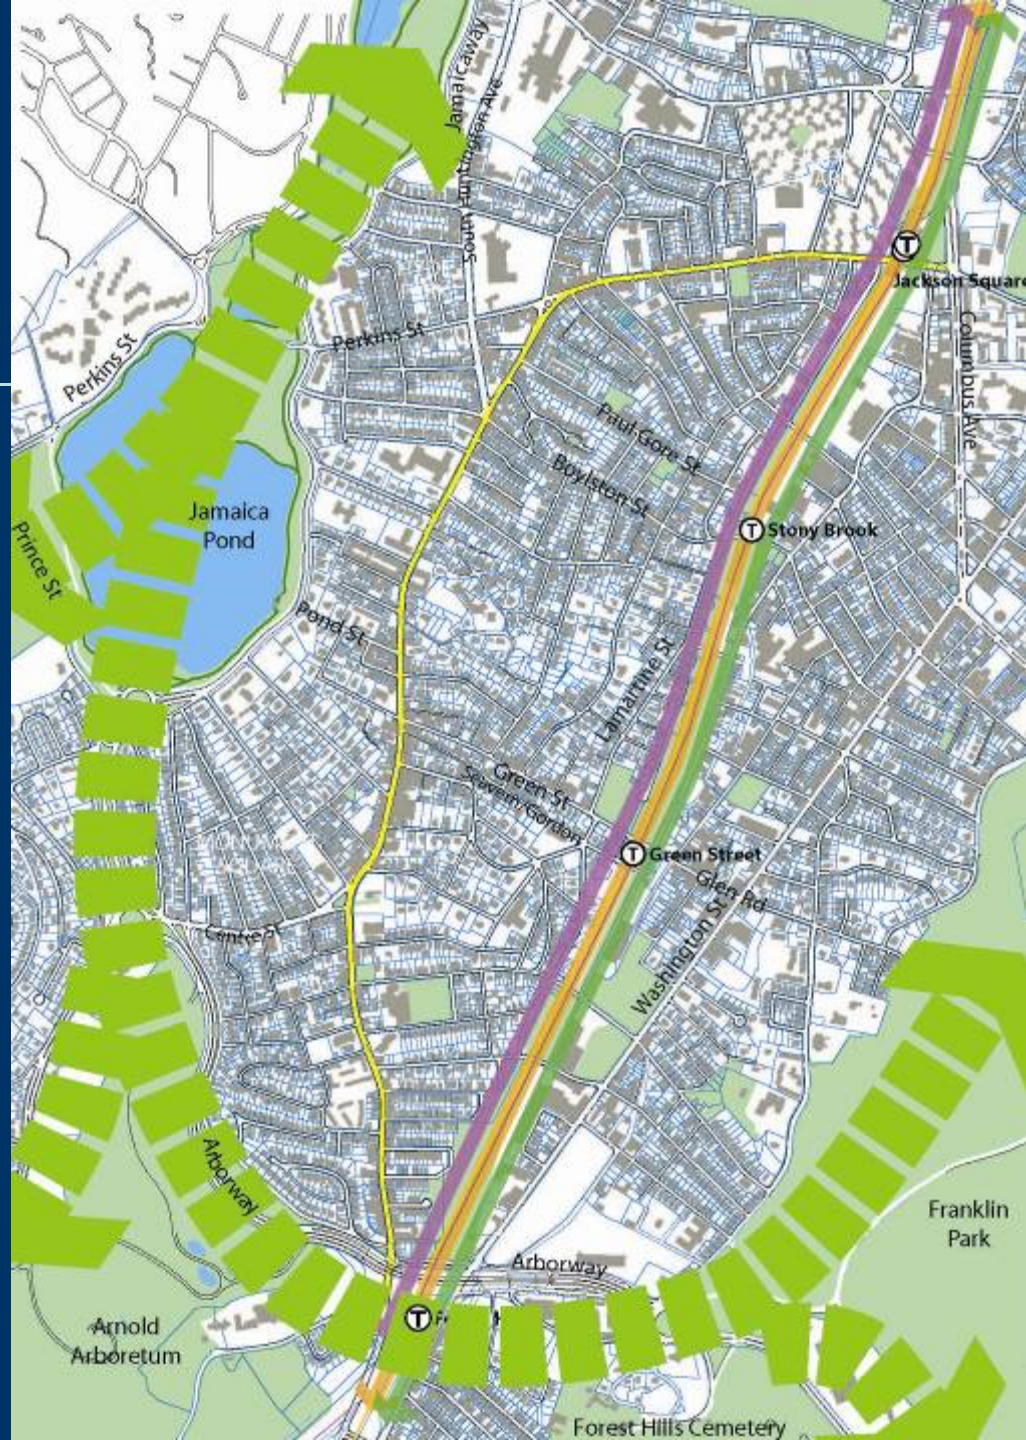 Jamaicaway
South Huntington Ave
T
Jackson Square
Perkins St
Perkins St
Columbus Ave
Paul Gore St
Boylston St
Jamaica
Pond
T Stony Brook
Prince St
Pond St
Lamartine St
Green St
Seavern/Gordon
T Green Street
Glen Rd
Washington St
Centre St
Arborway
Franklin
Park
Arborway
T
Arnold
Arboretum
Forest Hills Cemetery